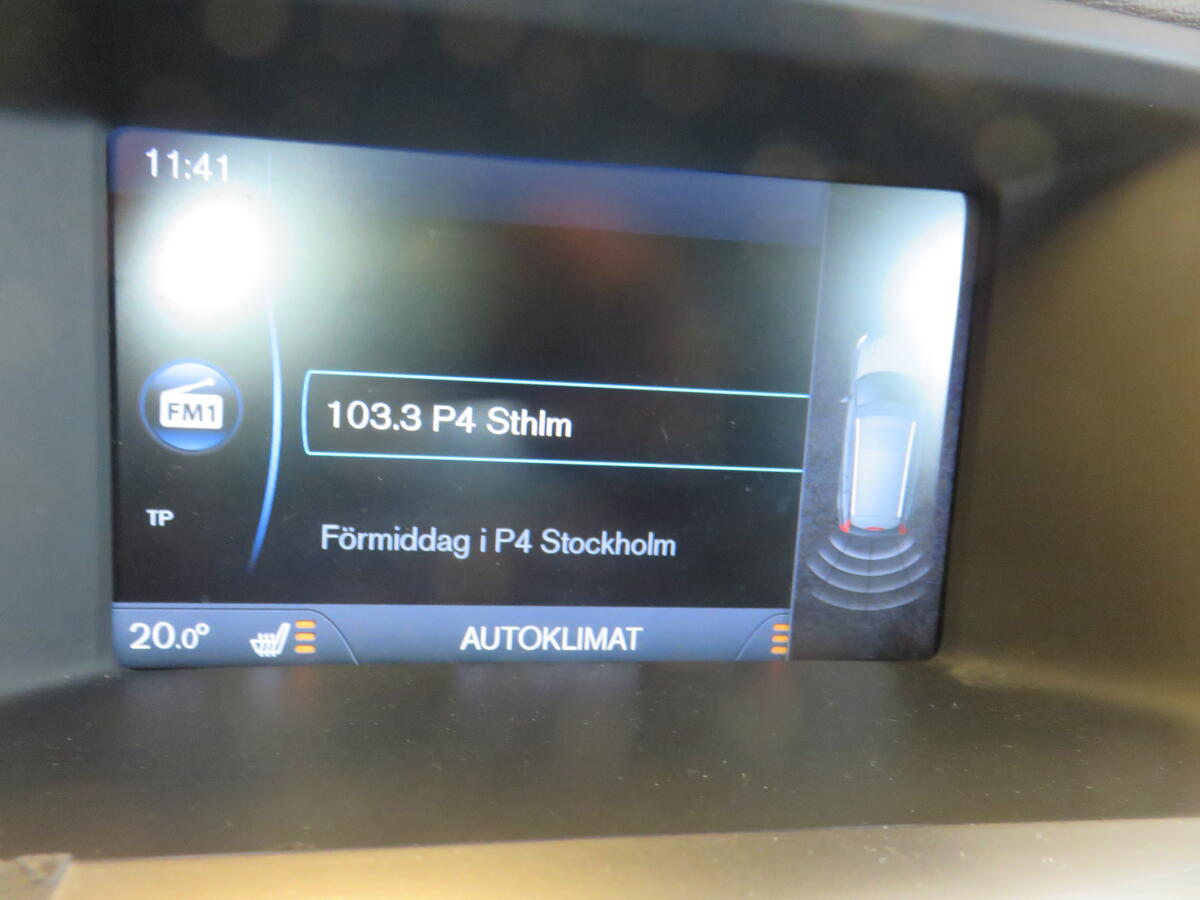 11:41
FM1
103.3 P4 Sthlm
TP
Förmiddag i P4 Stockholm
20.0° AUTOKLIMAT